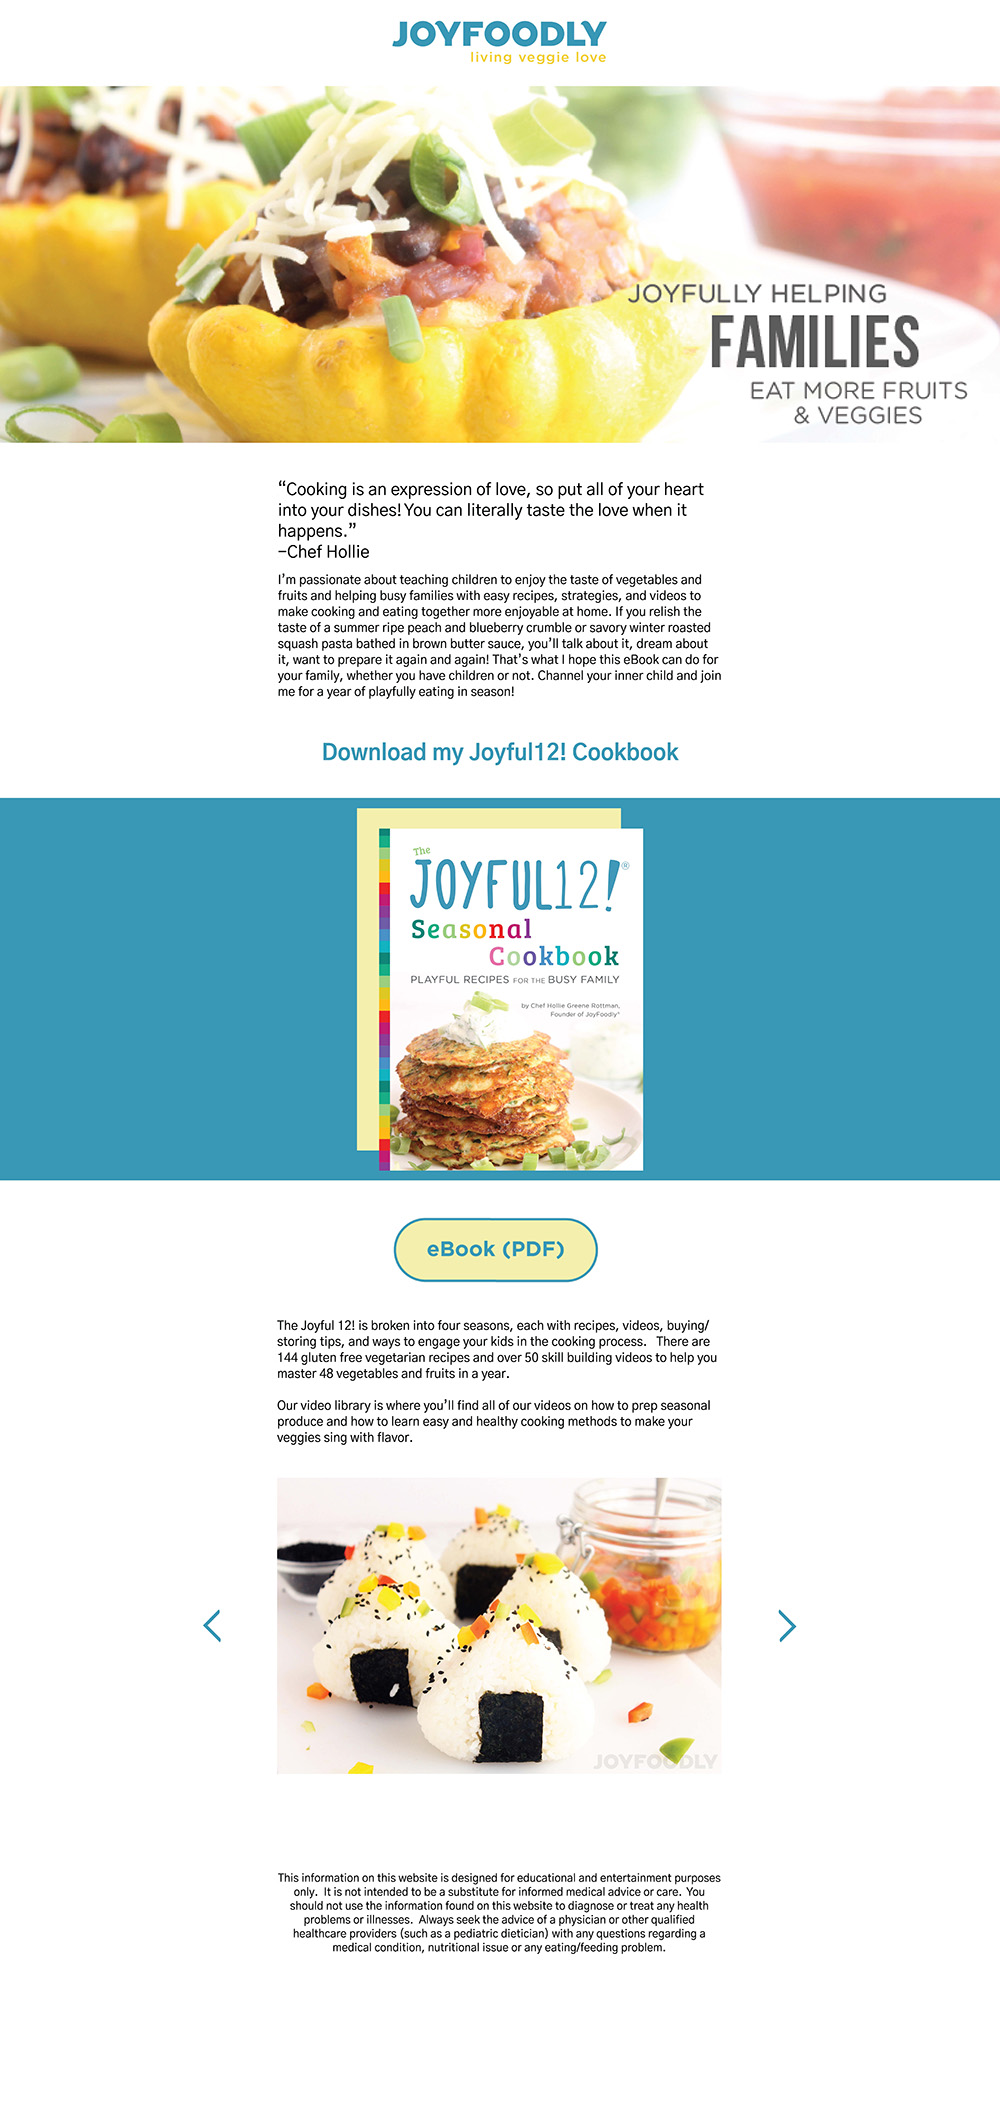 JOYFOODLY
living veggie love
JOYFULLY HELPING
FAMILIES
EAT MORE FRUITS
& VEGGIES
“Cooking is an expression of love, so put all of your heart
into your dishes! You can literally taste the love when it
happens.”
–Chef Hollie
I’m passionate about teaching children to enjoy the taste of vegetables and
fruits and helping busy families with easy recipes, strategies, and videos to
make cooking and eating together more enjoyable at home. If you relish the
taste of a summer ripe peach and blueberry crumble or savory winter roasted
squash pasta bathed in brown butter sauce, you’ll talk about it, dream about
it, want to prepare it again and again! That’s what I hope this eBook can do for
your family, whether you have children or not. Channel your inner child and join
me for a year of playfully eating in season!
Download my Joyful12! Cookbook
The
JOYFUL12!®
Seasonal
Cookbook
PLAYFUL RECIPES FOR THE BUSY FAMILY
by Chef Hollie Greene Rottman,
Founder of JoyFoodly®
eBook (PDF)
The Joyful 12! is broken into four seasons, each with recipes, videos, buying/
storing tips, and ways to engage your kids in the cooking process.   There are
144 gluten free vegetarian recipes and over 50 skill building videos to help you
master 48 vegetables and fruits in a year.
Our video library is where you’ll find all of our videos on how to prep seasonal
produce and how to learn easy and healthy cooking methods to make your
veggies sing with flavor.
JOYFOODLY
This information on this website is designed for educational and entertainment purposes
only.  It is not intended to be a substitute for informed medical advice or care.  You
should not use the information found on this website to diagnose or treat any health
problems or illnesses.  Always seek the advice of a physician or other qualified
healthcare providers (such as a pediatric dietician) with any questions regarding a
medical condition, nutritional issue or any eating/feeding problem.